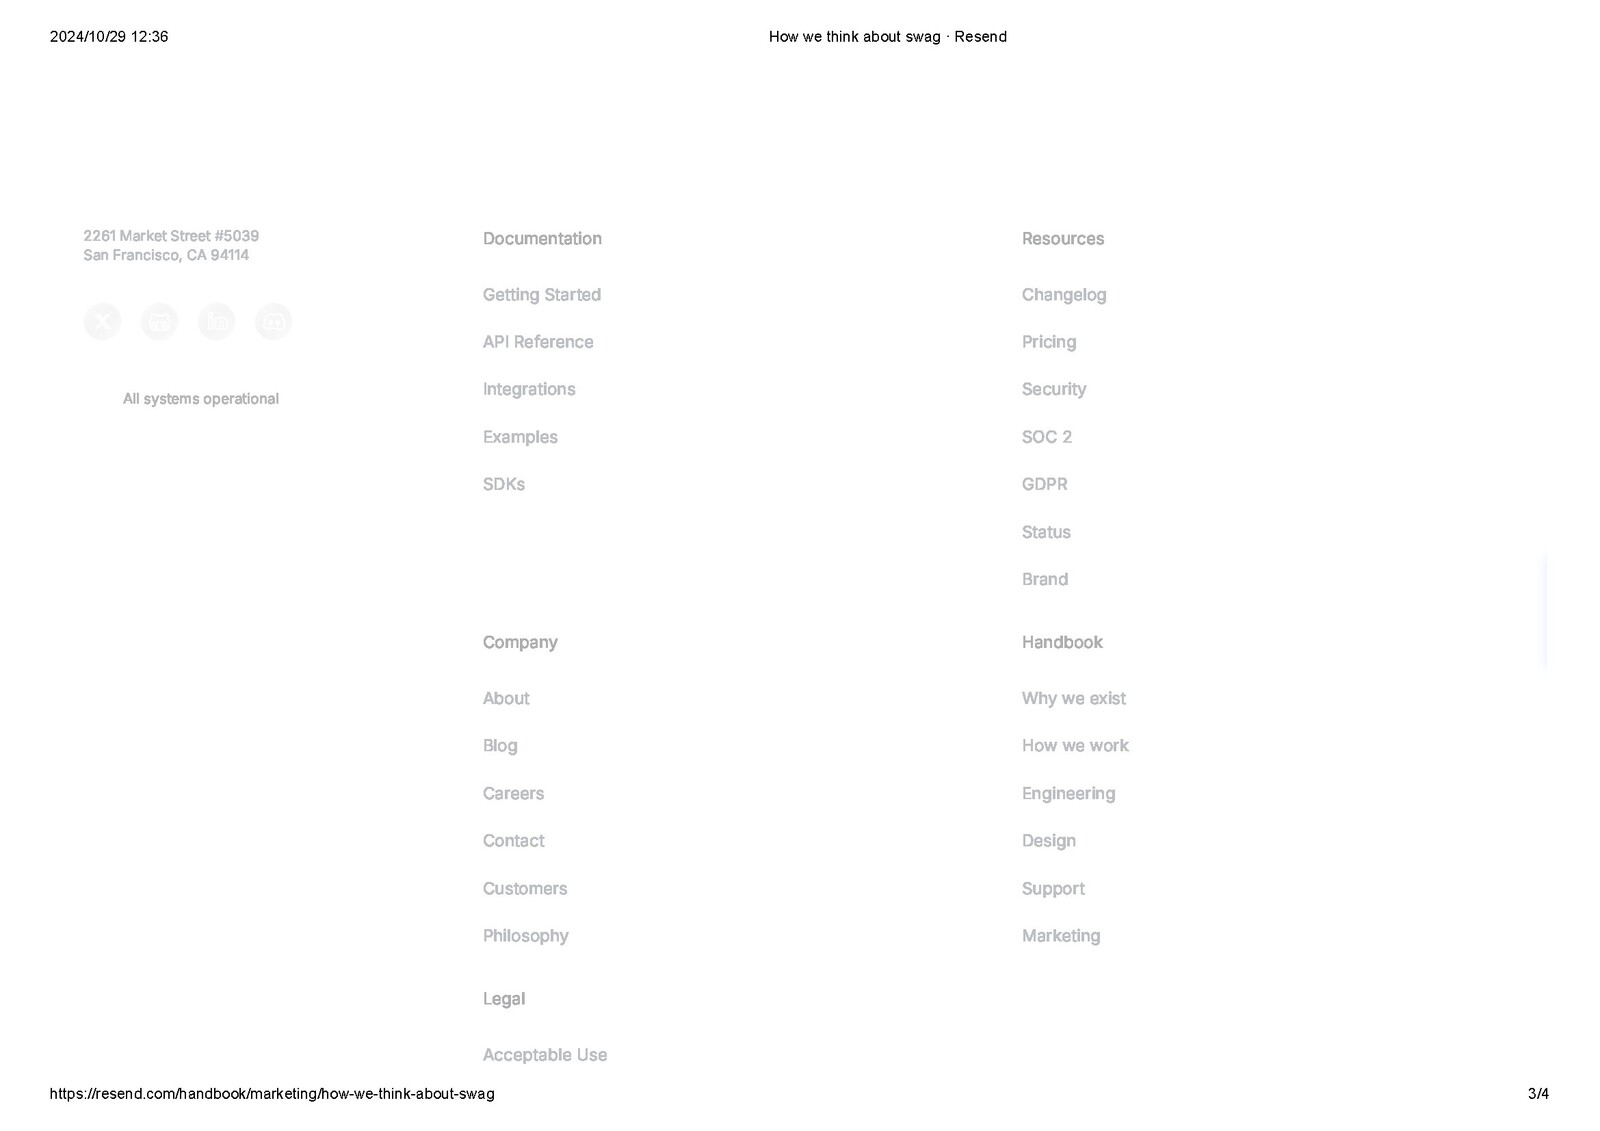 2024/10/29 12:36
How we think about swag · Resend
2261 Market Street #5039
San Francisco, CA 94114
All systems operational
Documentation
Getting Started
API Reference
Integrations
Examples
SDKs
Resources
Changelog
Pricing
Security
SOC 2
GDPR
Status
Brand
Company
About
Blog
Careers
Contact
Customers
Philosophy
Handbook
Why we exist
How we work
Engineering
Design
Support
Marketing
Legal
Acceptable Use
https://resend.com/handbook/marketing/how-we-think-about-swag
3/4